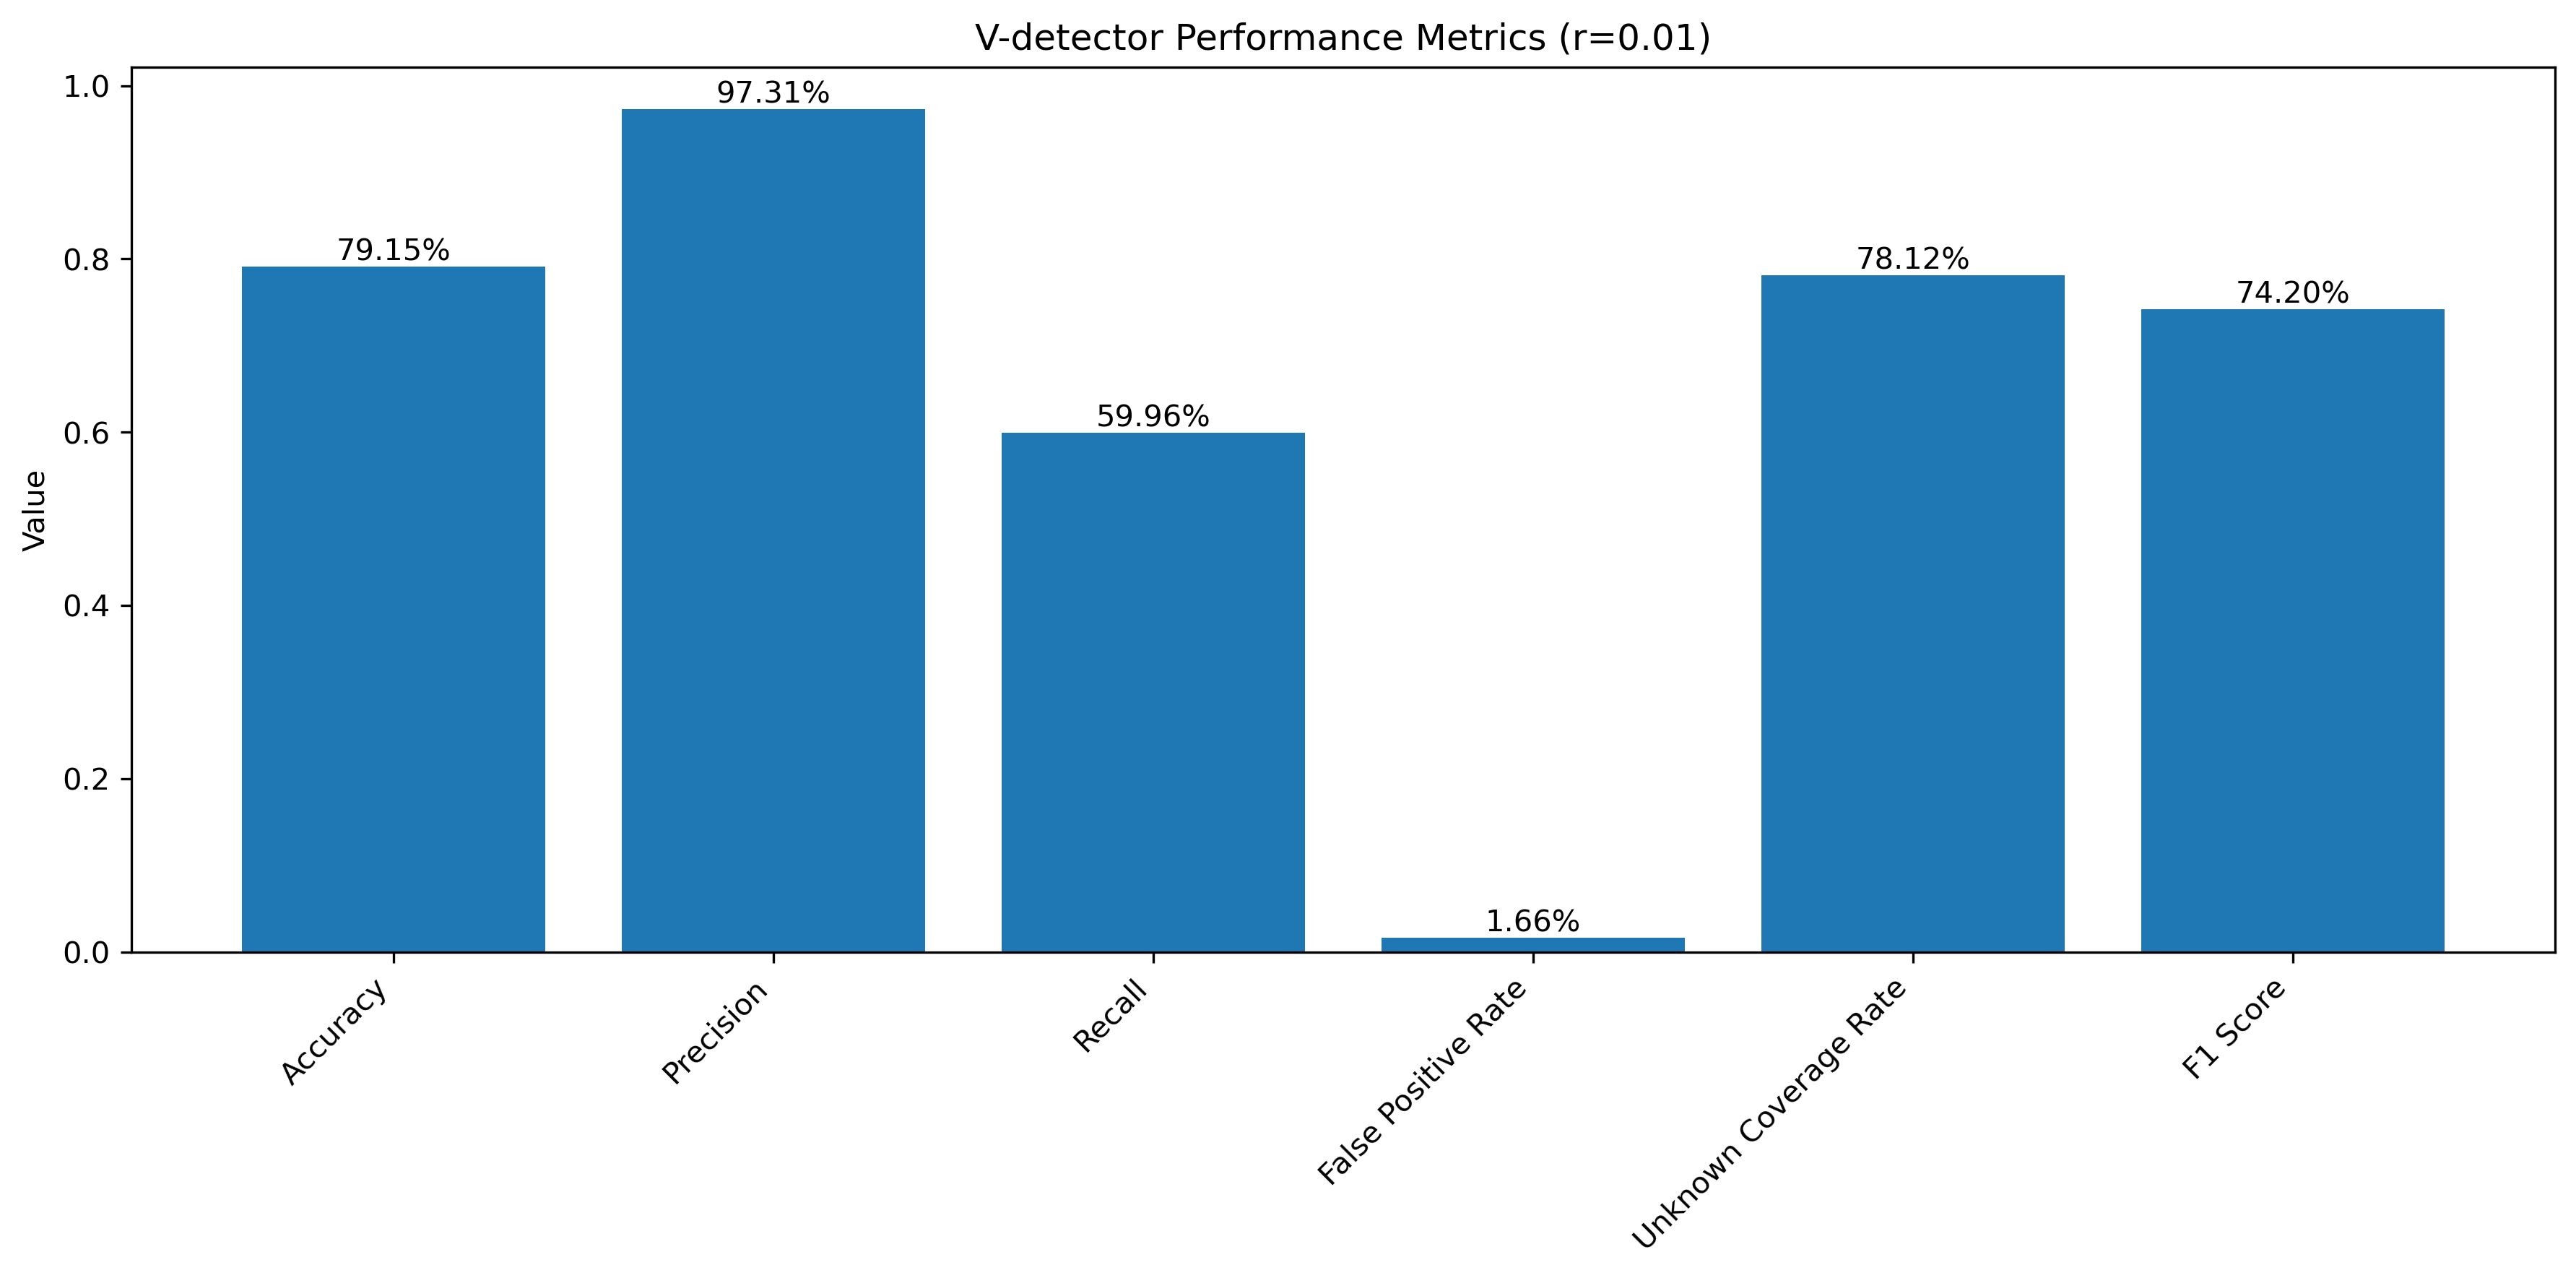 V-detector Performance Metrics (r=0.01)
Value
1.0
0.8
0.6
0.4
0.2
0.0
79.15%
97.31%
59.96%
1.66%
78.12%
74.20%
Accuracy
Precision
Recall
False Positive Rate
Unknown Coverage Rate
F1 Score